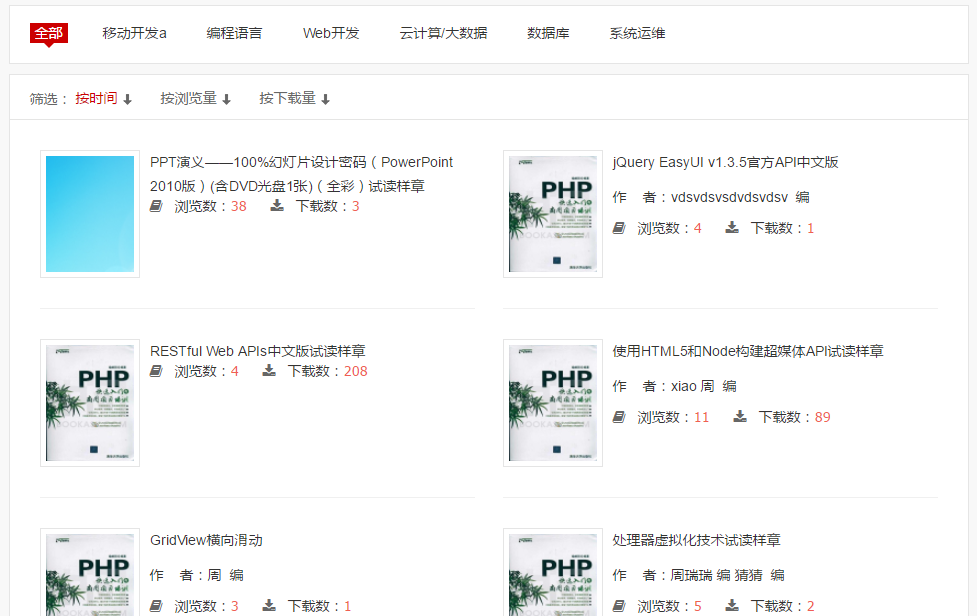 全部 移动开发a 编程语言 Web开发 云计算/大数据 数据库 系统运维
筛选： 按时间 按浏览量 按下载量
PPT演义——100%幻灯片设计密码（PowerPoint
2010版）(含DVD光盘1张)（全彩）试读样章
浏览数：38 下载数：3
PHP
jQuery EasyUI v1.3.5官方API中文版
作 者：vdsvdsvsdvdsvdsv 编
浏览数：4 下载数：1
PHP
RESTful Web APIs中文版试读样章
浏览数：4 下载数：208
PHP
使用HTML5和Node构建超媒体API试读样章
作 者：xiao 周 编
浏览数：11 下载数：89
PHP
GridView横向滑动
作 者：周 编
浏览数：3 下载数：1
PHP
处理器虚拟化技术试读样章
作 者：周瑞瑞 编 猜猜 编
浏览数：5 下载数：2